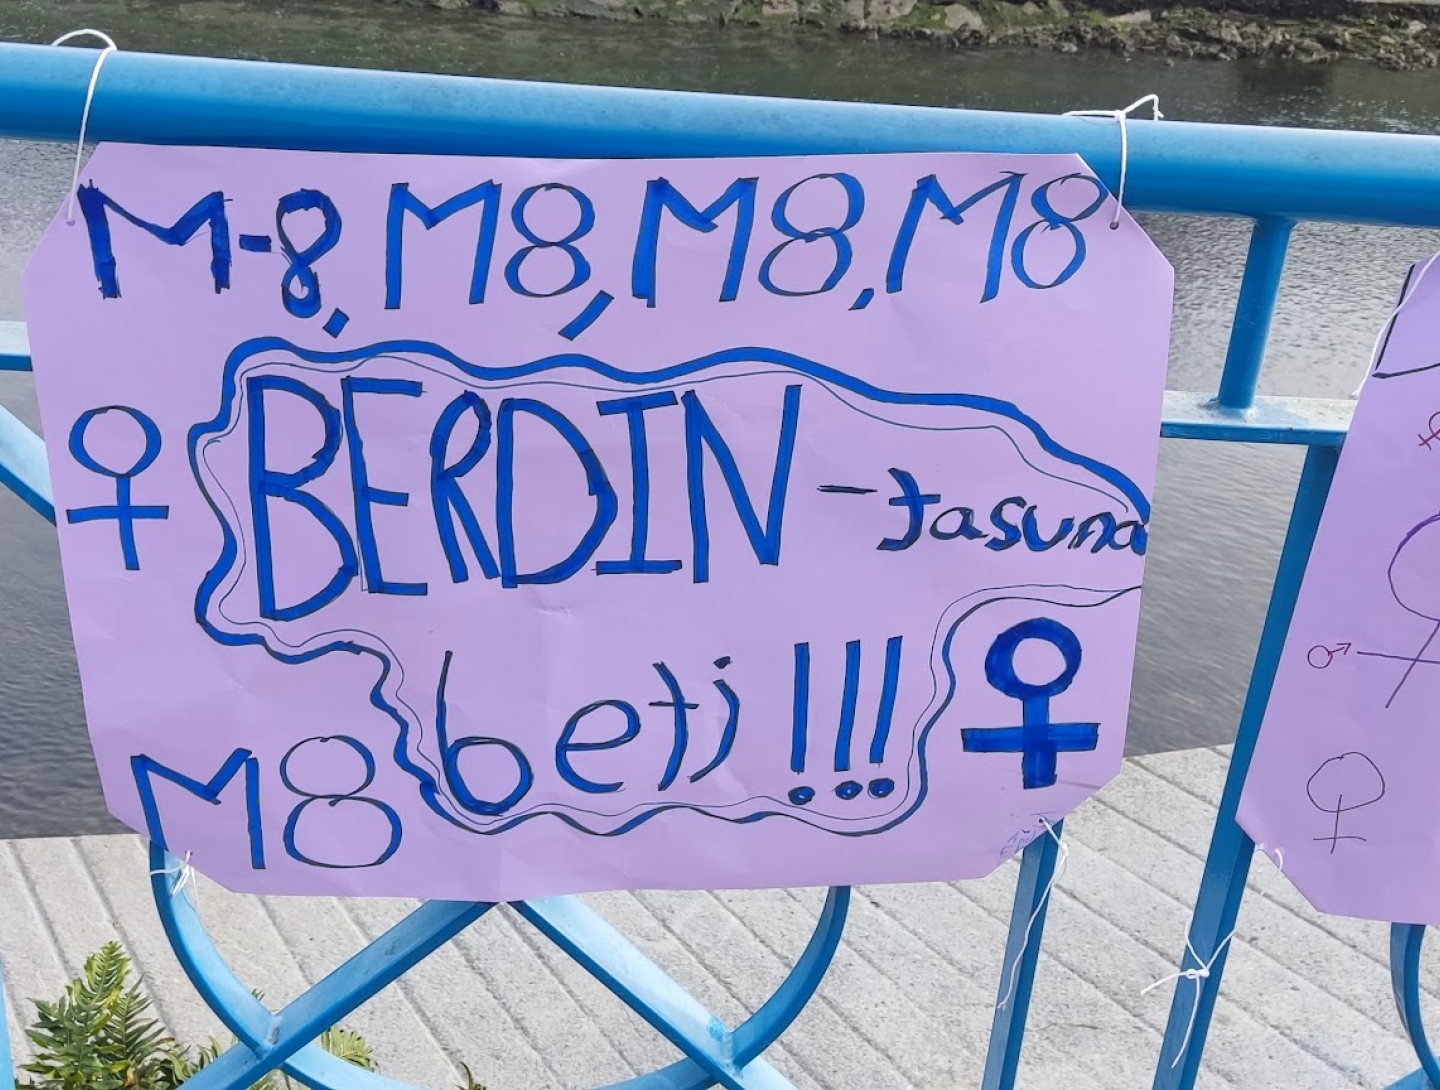 M-8, M8, M8, M8
BERDIN - tasuna
beti !!!
M8